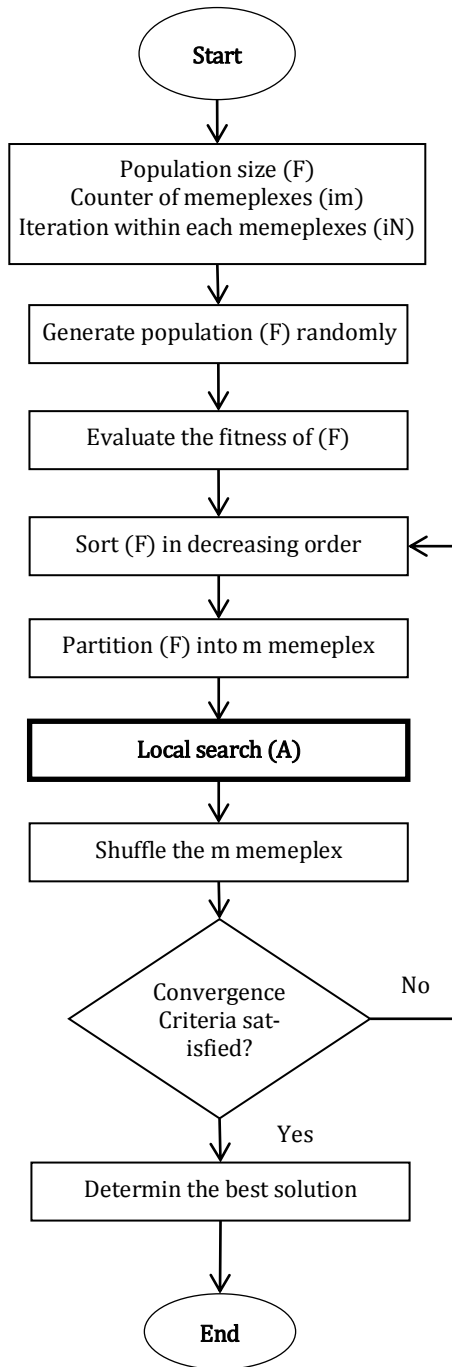 Start
Population size (F)
Counter of memeplexes (im)
Iteration within each memeplexes (iN)
Generate population (F) randomly
Evaluate the fitness of (F)
Sort (F) in decreasing order
Partition (F) into m memeplex
Local search (A)
Shuffle the m memeplex
Convergence
Criteria sat-
isfied?
No
Yes
Determin the best solution
End